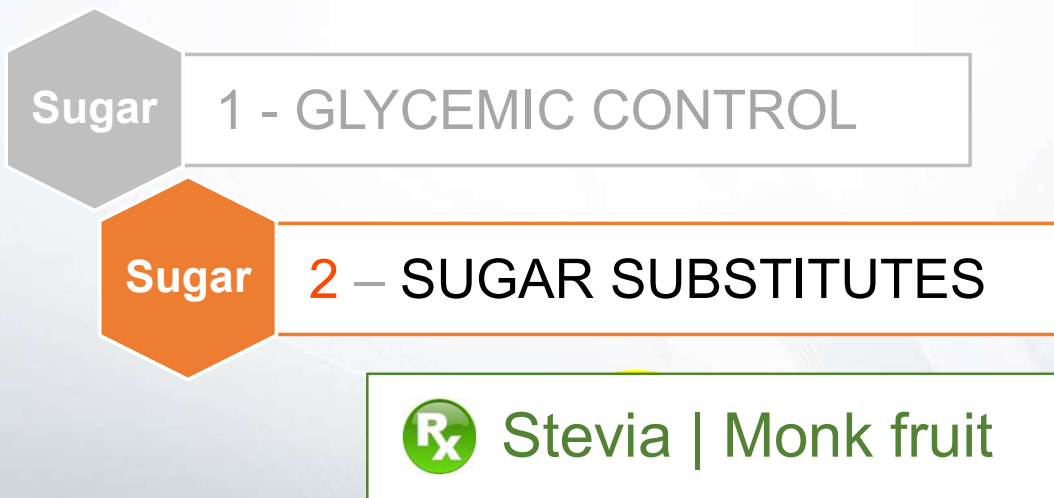 Sugar 1 - GLYCEMIC CONTROL
Sugar 2 – SUGAR SUBSTITUTES
Rx Stevia | Monk fruit